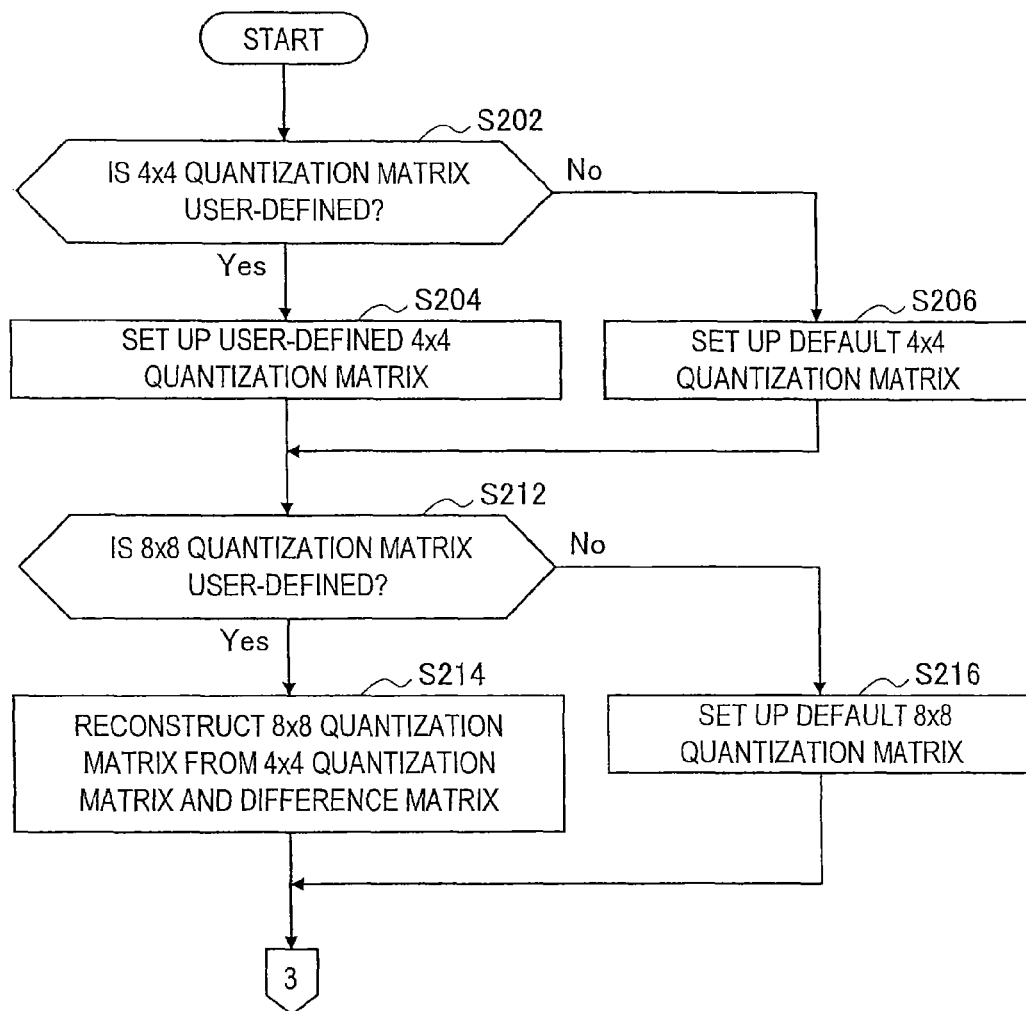 START
S202
IS 4x4 QUANTIZATION MATRIX
USER-DEFINED?
No
Yes
S204
SET UP USER-DEFINED 4x4
QUANTIZATION MATRIX
S206
SET UP DEFAULT 4x4
QUANTIZATION MATRIX
S212
IS 8x8 QUANTIZATION MATRIX
USER-DEFINED?
No
Yes
S214
RECONSTRUCT 8x8 QUANTIZATION
MATRIX FROM 4x4 QUANTIZATION
MATRIX AND DIFFERENCE MATRIX
S216
SET UP DEFAULT 8x8
QUANTIZATION MATRIX
3